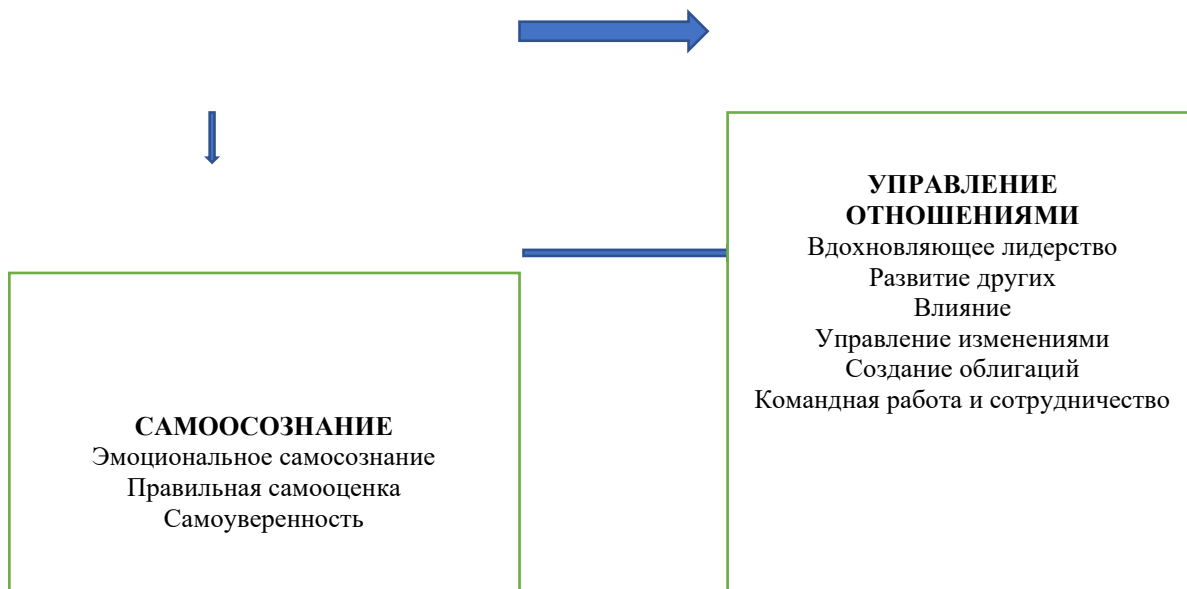 УПРАВЛЕНИЕ
ОТНОШЕНИЯМИ
Вдохновляющее лидерство
Развитие других
Влияние
Управление изменениями
Создание облигаций
Командная работа и сотрудничество
САМООСОЗНАНИЕ
Эмоциональное самосознание
Правильная самооценка
Самоуверенность